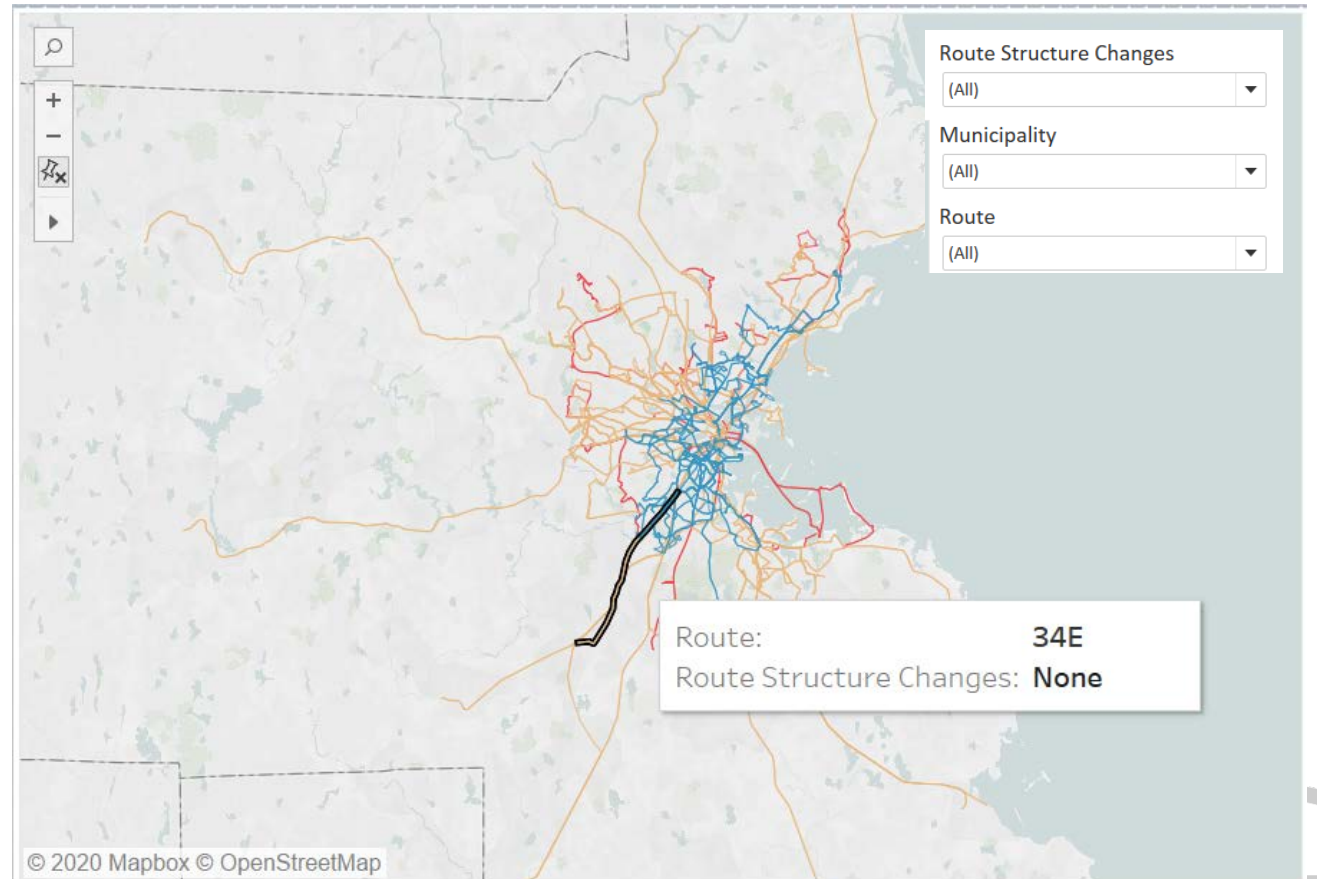 Route Structure Changes
(All)
Municipality
(All)
Route
(All)
Route: 34E
Route Structure Changes: None
© 2020 Mapbox © OpenStreetMap